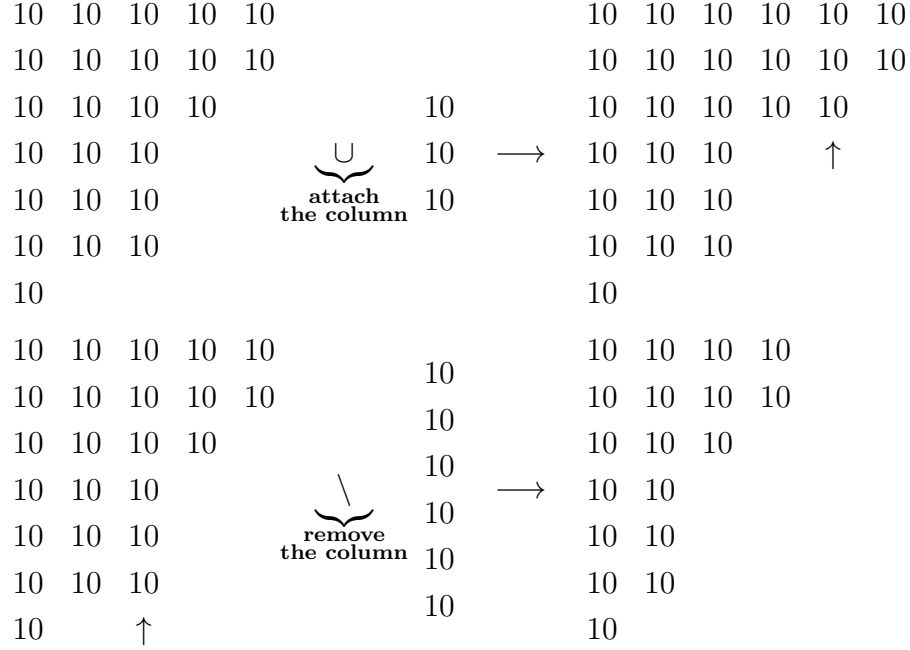 10 10 10 10 10 10 10 10 10 10 10
10 10 10 10 10 10 10 10 10 10 10
10 10 10 10 10 10 10 10 10 10
10 10 10 ∪ 10 ⟶ 10 10 10 ↑
10 10 10 attach 10 10 10 10
the column
10 10 10 10 10 10
10 10
10 10 10 10 10 10 10 10 10
10
10 10 10 10 10 10 10 10 10
10
10 10 10 10 10 10 10
10
10 10 10 \ ⟶ 10 10
10
10 10 10 remove 10 10
the column
10
10 10 10 10 10
10
10 ↑ 10